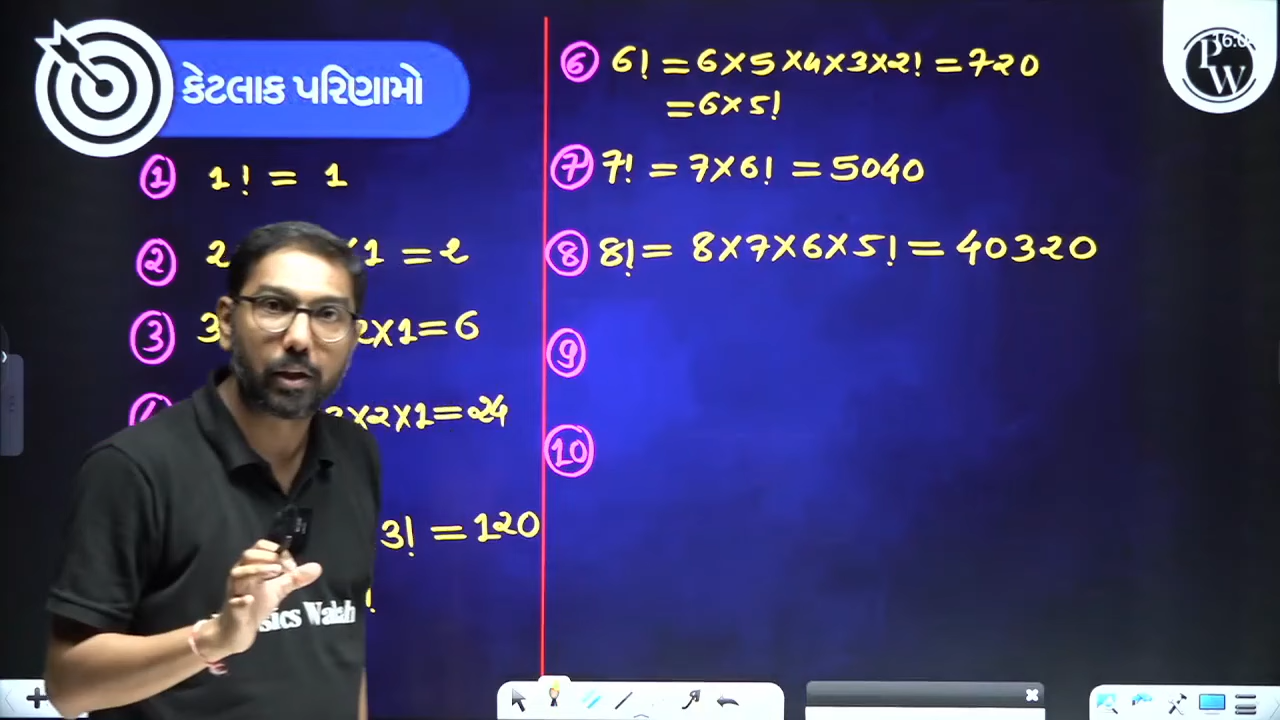 કેટલાક પરિણામો
① 1! = 1
② 2 ×1 = 2
③ 3 2×1 = 6
×2×1 = 24
3! = 120
!
⑥ 6! = 6×5×4×3×2! = 720
= 6×5!
⑦ 7! = 7×6! = 5040
⑧ 8! = 8×7×6×5! = 40320
⑨
⑩
PW
Walah